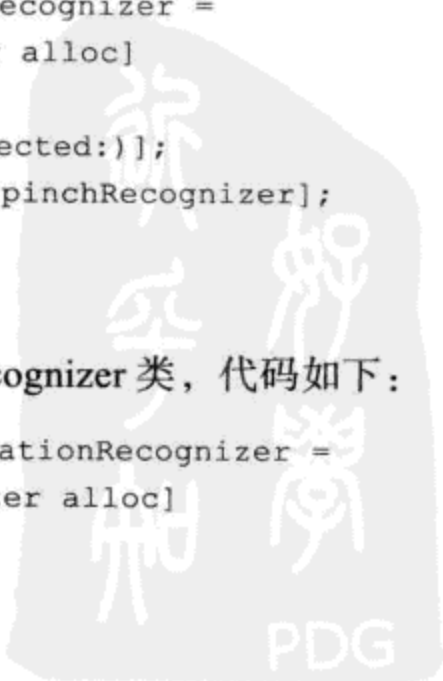 ecognizer =
alloc]
ected:)];
pinchRecognizer];
ognizer 类，代码如下：
ationRecognizer =
er alloc]
PDG